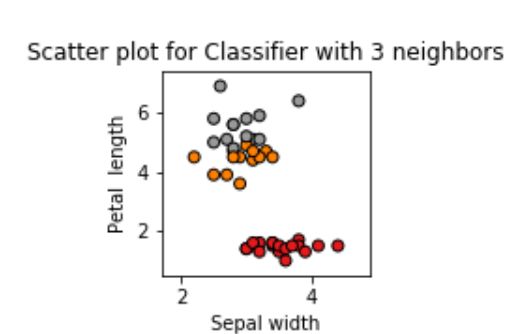 Scatter plot for Classifier with 3 neighbors
6
4
2
Petal length
2 4
Sepal width